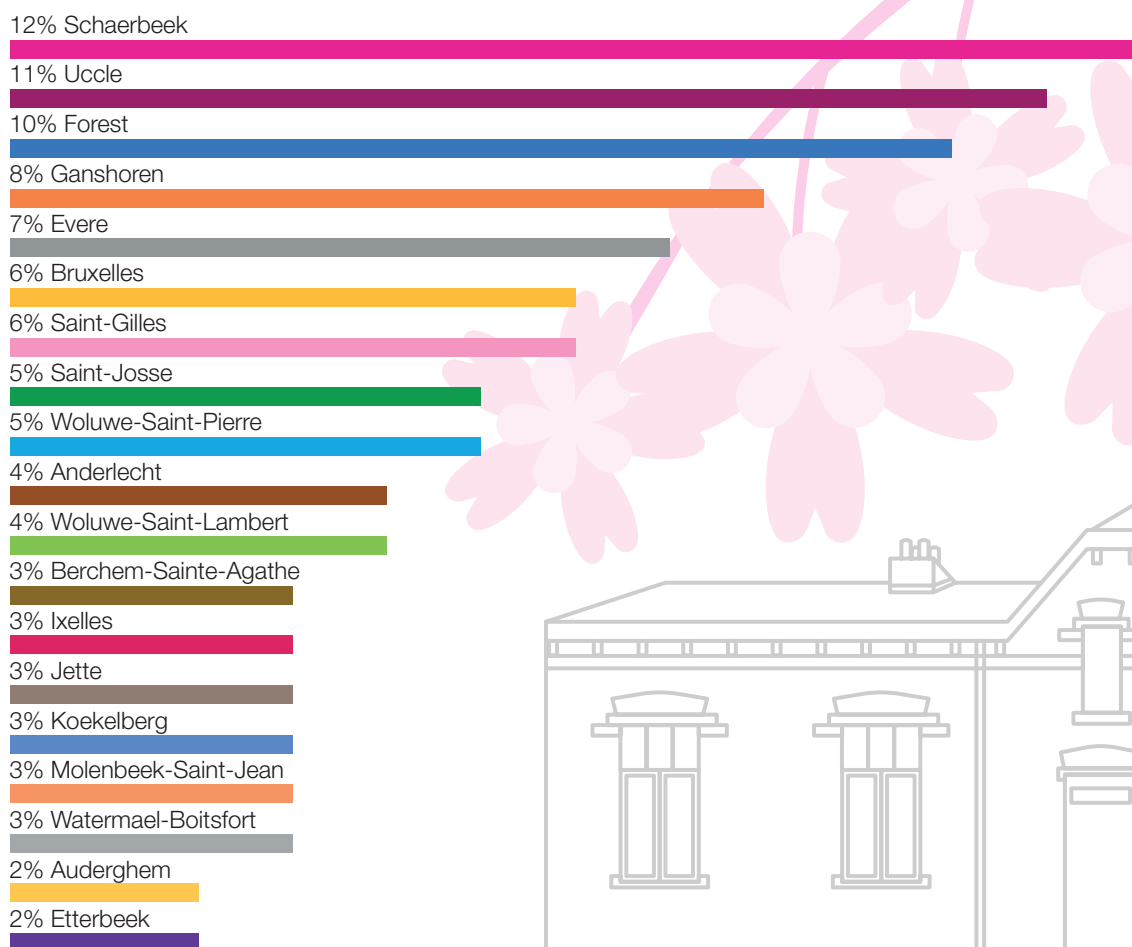 12% Schaerbeek
11% Uccle
10% Forest
8% Ganshoren
7% Evere
6% Bruxelles
6% Saint-Gilles
5% Saint-Josse
5% Woluwe-Saint-Pierre
4% Anderlecht
4% Woluwe-Saint-Lambert
3% Berchem-Sainte-Agathe
3% Ixelles
3% Jette
3% Koekelberg
3% Molenbeek-Saint-Jean
3% Watermael-Boitsfort
2% Auderghem
2% Etterbeek